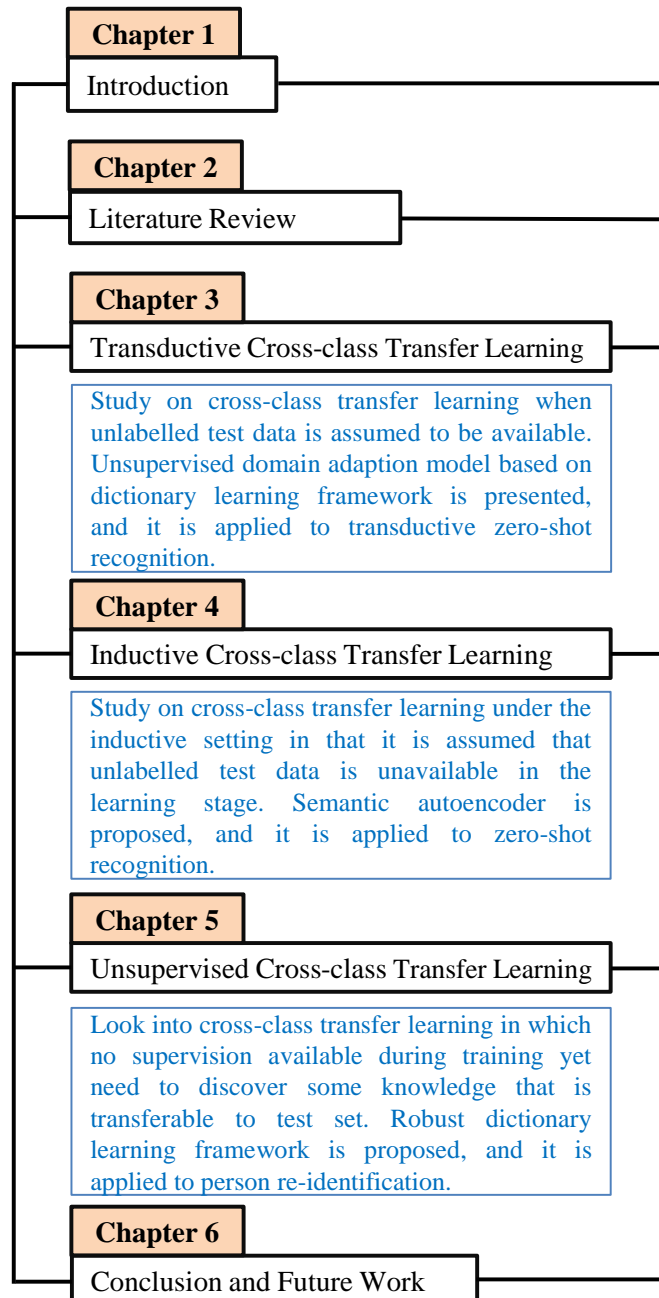 Chapter 1
Introduction
Chapter 2
Literature Review
Chapter 3
Transductive Cross-class Transfer Learning
Study on cross-class transfer learning when
unlabelled test data is assumed to be available.
Unsupervised domain adaption model based on
dictionary learning framework is presented,
and it is applied to transductive zero-shot
recognition.
Chapter 4
Inductive Cross-class Transfer Learning
Study on cross-class transfer learning under the
inductive setting in that it is assumed that
unlabelled test data is unavailable in the
learning stage. Semantic autoencoder is
proposed, and it is applied to zero-shot
recognition.
Chapter 5
Unsupervised Cross-class Transfer Learning
Look into cross-class transfer learning in which
no supervision available during training yet
need to discover some knowledge that is
transferable to test set. Robust dictionary
learning framework is proposed, and it is
applied to person re-identification.
Chapter 6
Conclusion and Future Work